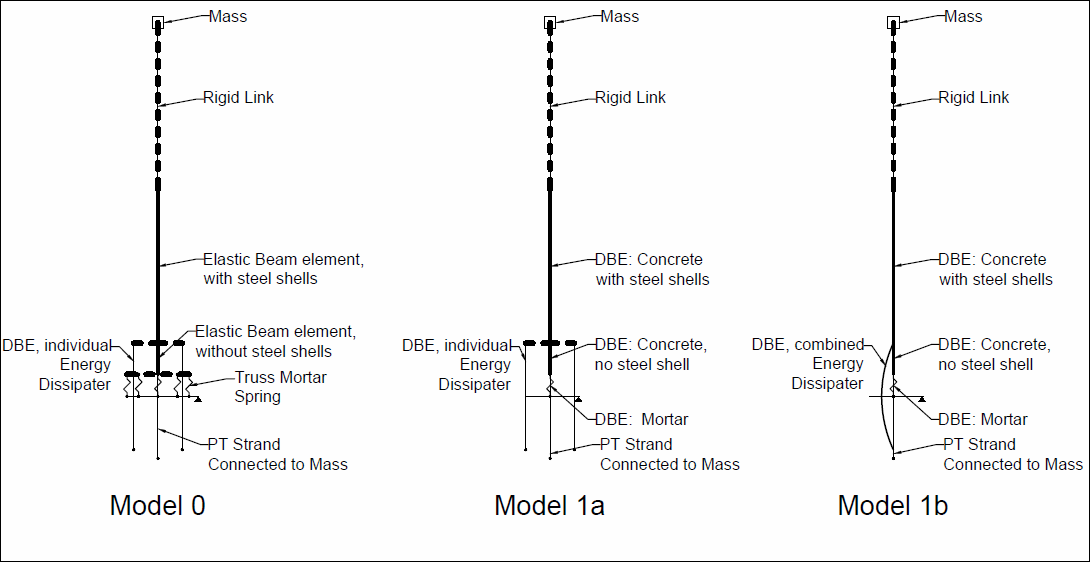 Mass
Rigid Link
Elastic Beam element,
with steel shells
Elastic Beam element,
without steel shells
DBE, individual
Energy
Dissipater
Truss Mortar
Spring
PT Strand
Connected to Mass
Model 0
Mass
Rigid Link
DBE: Concrete
with steel shells
DBE, individual
Energy
Dissipater
DBE: Concrete,
no steel shell
DBE:  Mortar
PT Strand
Connected to Mass
Model 1a
Mass
Rigid Link
DBE: Concrete
with steel shells
DBE, combined
Energy
Dissipater
DBE: Concrete,
no steel shell
DBE: Mortar
PT Strand
Connected to Mass
Model 1b